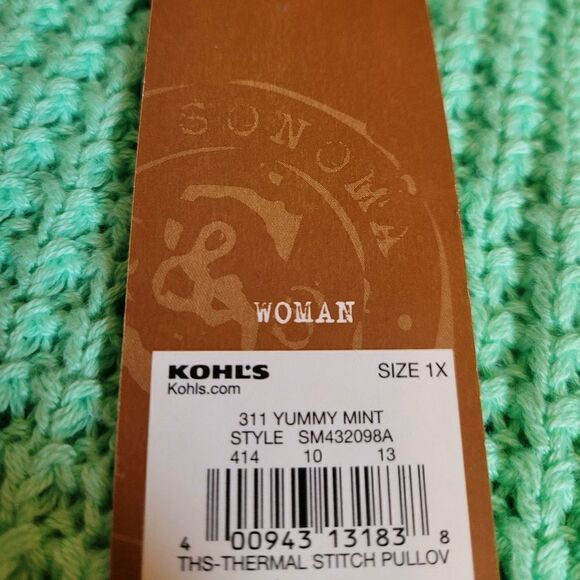 SONOMA
WOMAN
KOHL'S SIZE 1X
Kohls.com
311 YUMMY MINT
STYLE SM432098A
414 10 13
4 00943 13183 8
THS-THERMAL STITCH PULLOV